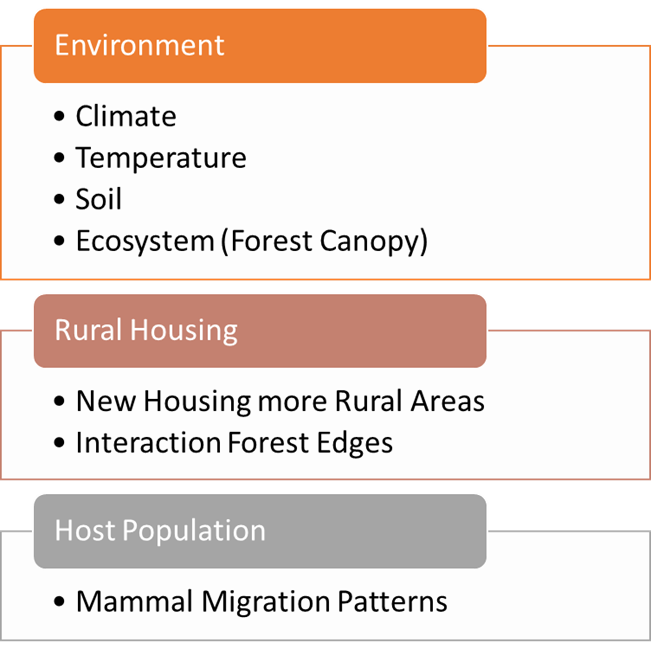 Environment
• Climate
• Temperature
• Soil
• Ecosystem (Forest Canopy)
Rural Housing
• New Housing more Rural Areas
• Interaction Forest Edges
Host Population
• Mammal Migration Patterns